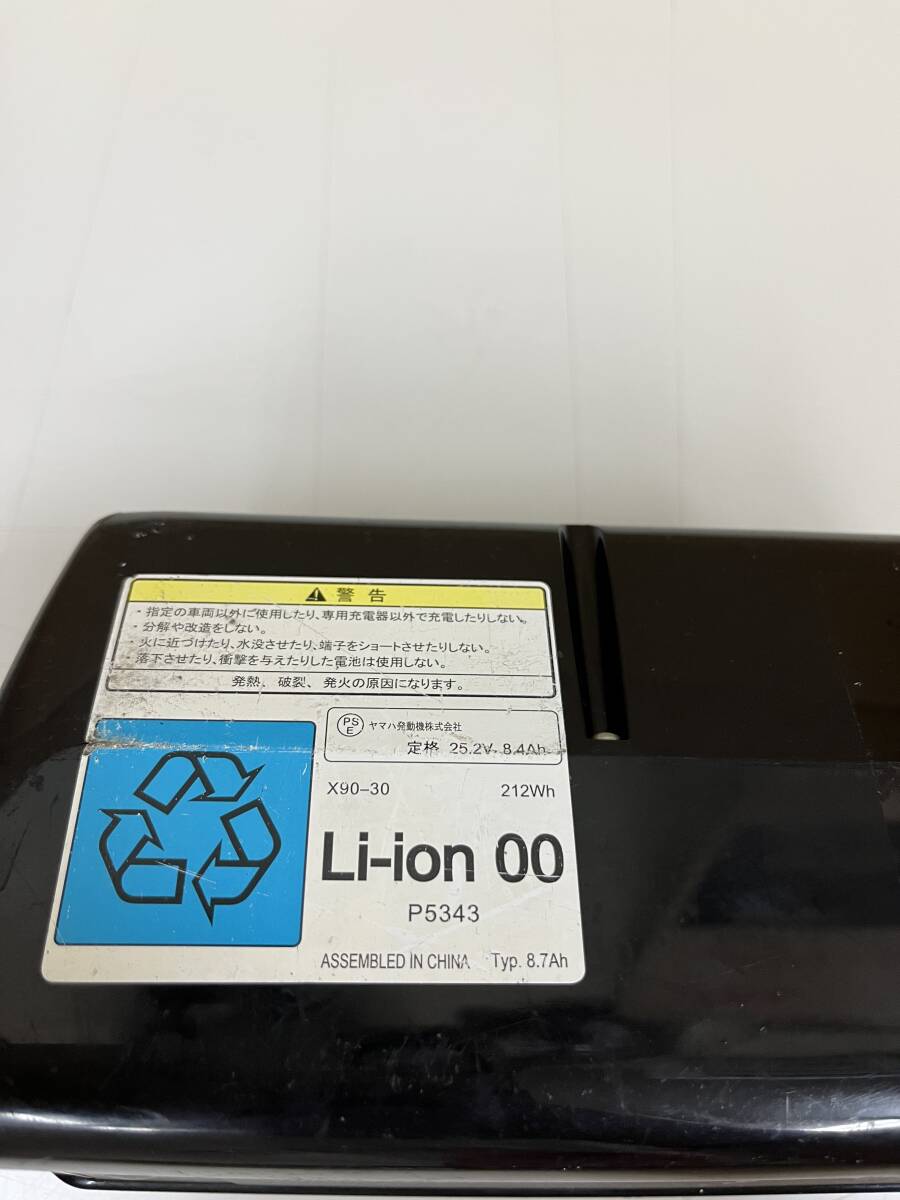 警告
・指定の車両以外に使用したり、専用充電器以外で充電したりしない。
・分解や改造をしない。
火に近づけたり、水没させたり、端子をショートさせたりしない。
落下させたり、衝撃を与えたりした電池は使用しない。
発熱、破裂、発火の原因になります。
PS
E
ヤマハ発動機株式会社
定格 25.2V 8.4Ah
X90-30 212Wh
Li-ion 00
P5343
ASSEMBLED IN CHINA Typ. 8.7Ah